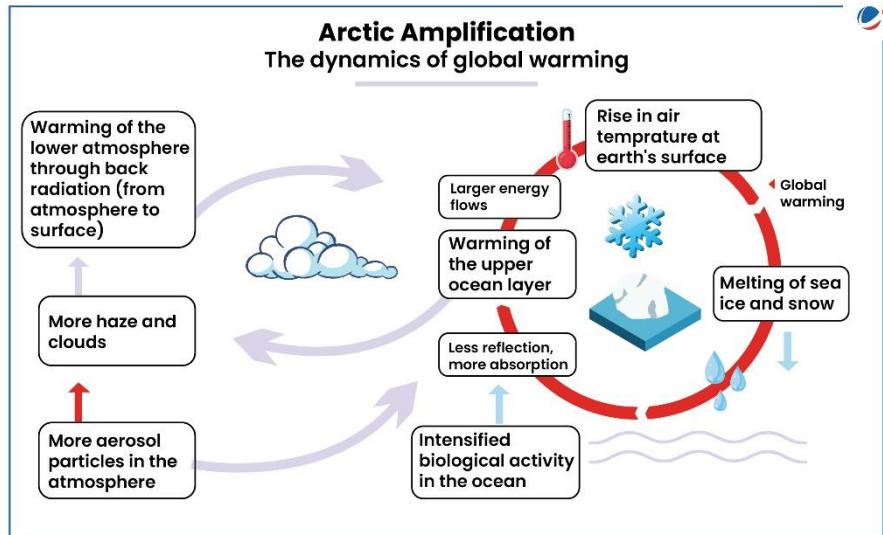 Arctic Amplification
The dynamics of global warming
Warming of the
lower atmosphere
through back
radiation (from
atmosphere to
surface)
More haze and
clouds
More aerosol
particles in the
atmosphere
Rise in air
temprature at
earth's surface
Global
warming
Larger energy
flows
Warming of
the upper
ocean layer
Melting of sea
ice and snow
Less reflection,
more absorption
Intensified
biological activity
in the ocean